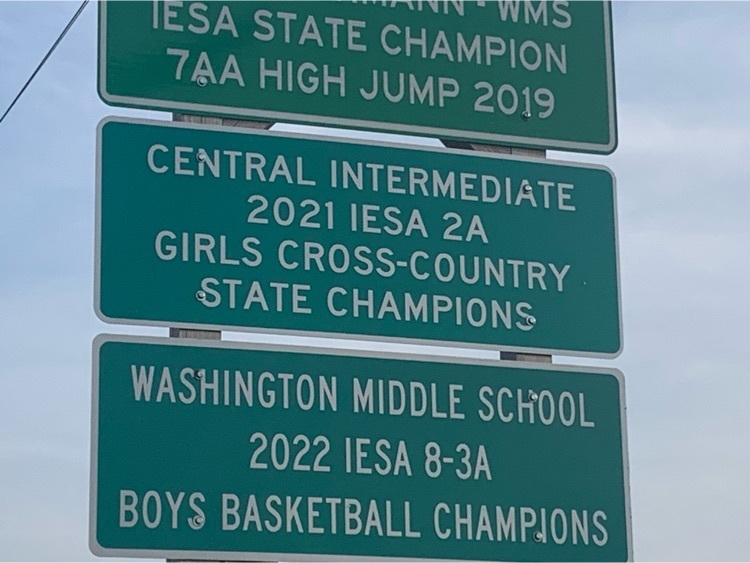 - WMS
IESA STATE CHAMPION
7AA HIGH JUMP 2019
CENTRAL INTERMEDIATE
2021 IESA 2A
GIRLS CROSS-COUNTRY
STATE CHAMPIONS
WASHINGTON MIDDLE SCHOOL
2022 IESA 8-3A
BOYS BASKETBALL CHAMPIONS